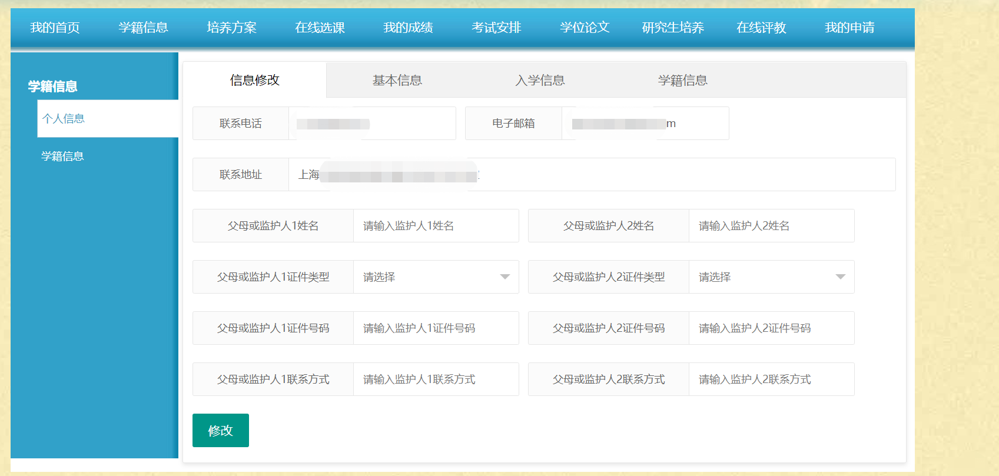 我的首页 学籍信息 培养方案 在线选课 我的成绩 考试安排 学位论文 研究生培养 在线评教 我的申请
学籍信息
个人信息
学籍信息
信息修改 基本信息 入学信息 学籍信息
联系电话 电子邮箱 m
联系地址 上海
父母或监护人1姓名 请输入监护人1姓名 父母或监护人2姓名 请输入监护人2姓名
父母或监护人1证件类型 请选择 父母或监护人2证件类型 请选择
父母或监护人1证件号码 请输入监护人1证件号码 父母或监护人2证件号码 请输入监护人2证件号码
父母或监护人1联系方式 请输入监护人1联系方式 父母或监护人2联系方式 请输入监护人2联系方式
修改